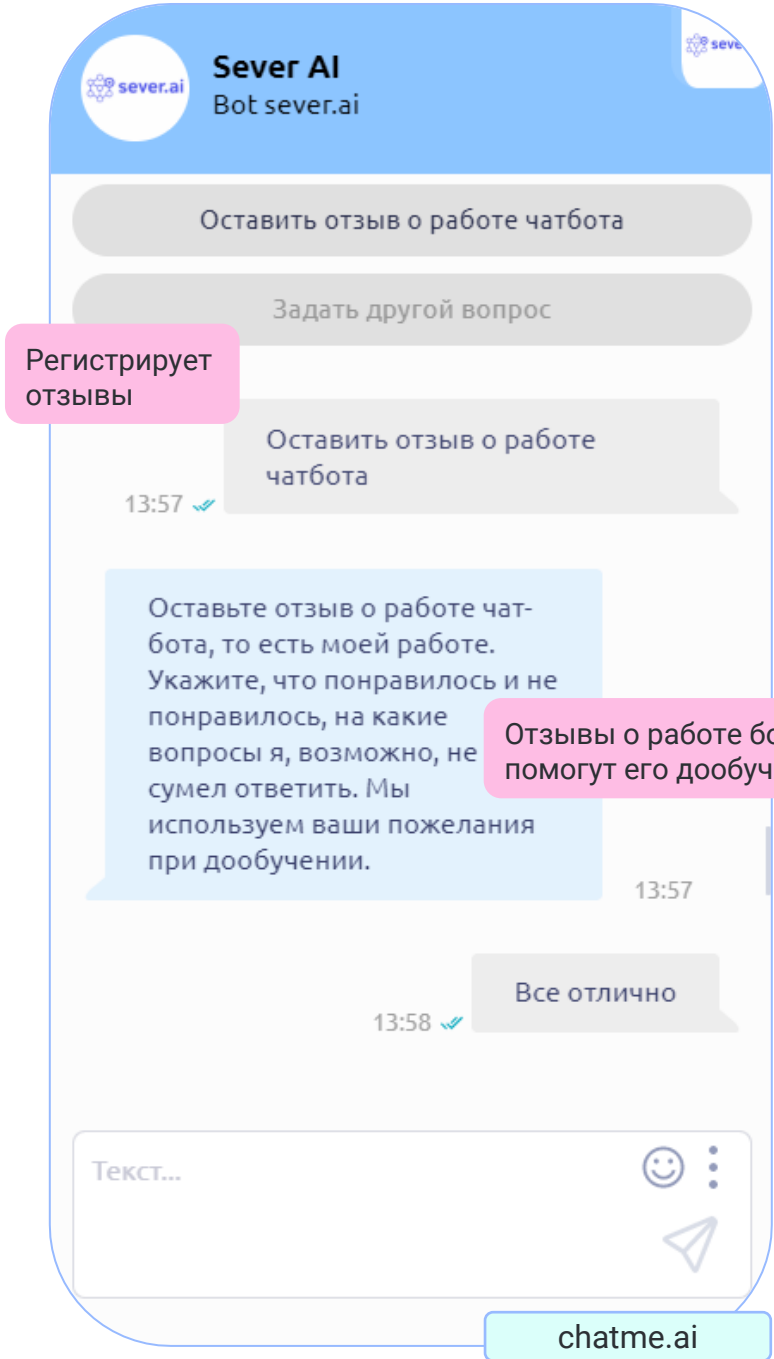 sever.ai
Sever AI
Bot sever.ai
Оставить отзыв о работе чатбота
Задать другой вопрос
Регистрирует
отзывы
Оставить отзыв о работе
чатбота
13:57
Оставьте отзыв о работе чат-
бота, то есть моей работе.
Укажите, что понравилось и не
понравилось, на какие
вопросы я, возможно, не
сумел ответить. Мы
используем ваши пожелания
при дообучении.
13:57
Отзывы о работе
помогут его
Все отлично
13:58
Текст...
chatme.ai